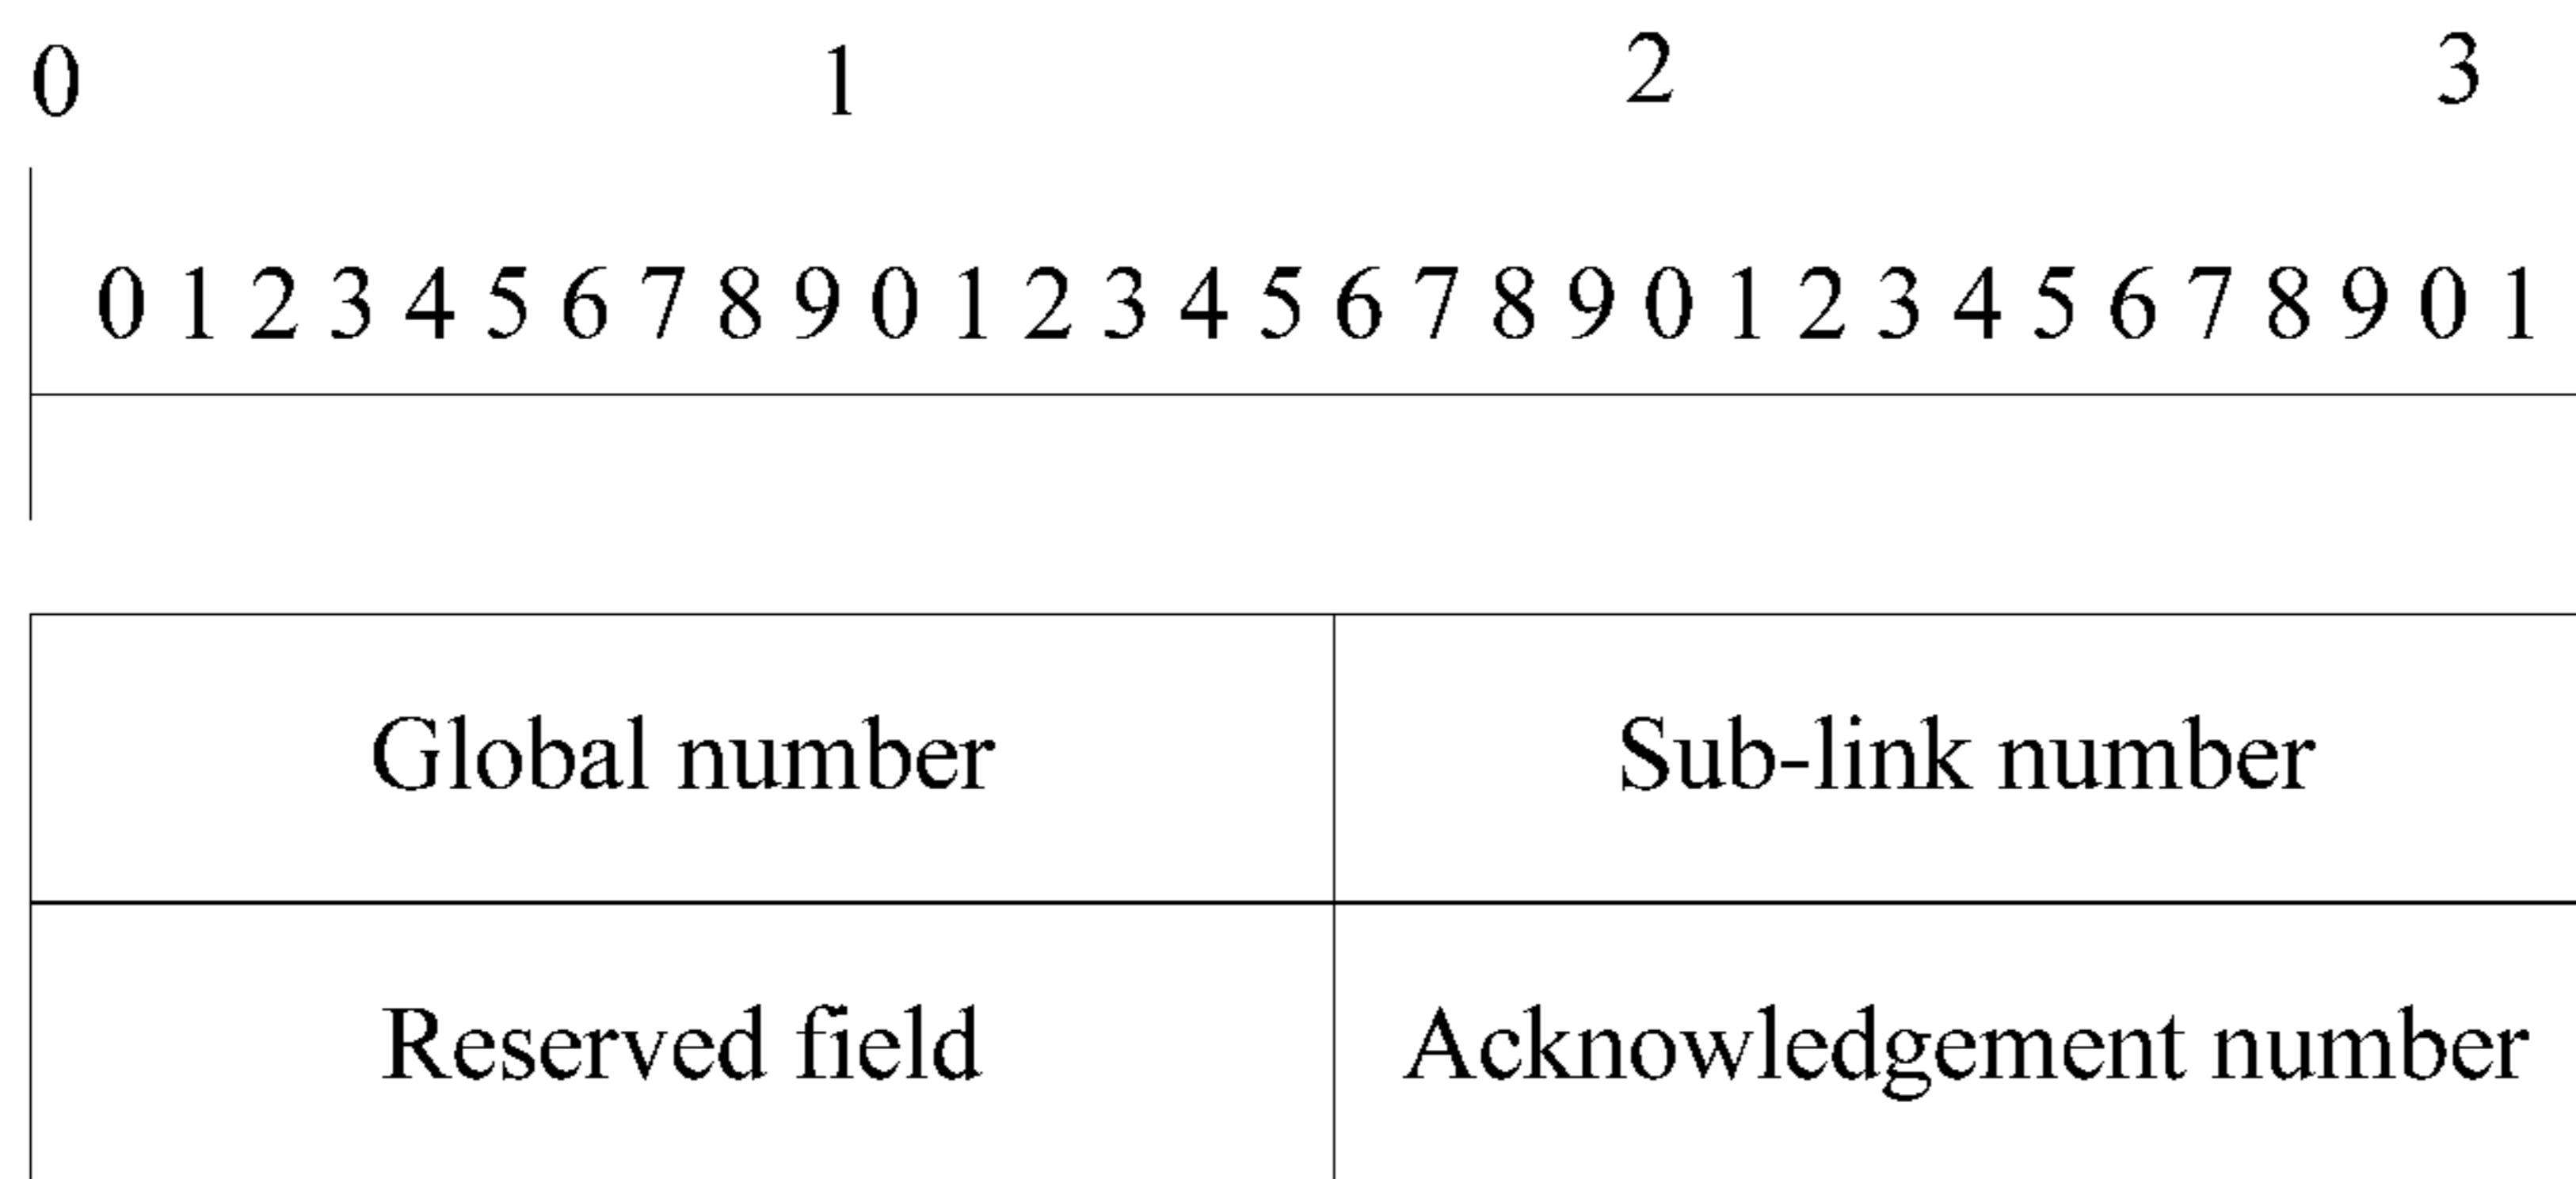 0 1 2 3
0 1 2 3 4 5 6 7 8 9 0 1 2 3 4 5 6 7 8 9 0 1 2 3 4 5 6 7 8 9 0 1
Global number Sub-link number
Reserved field Acknowledgement number